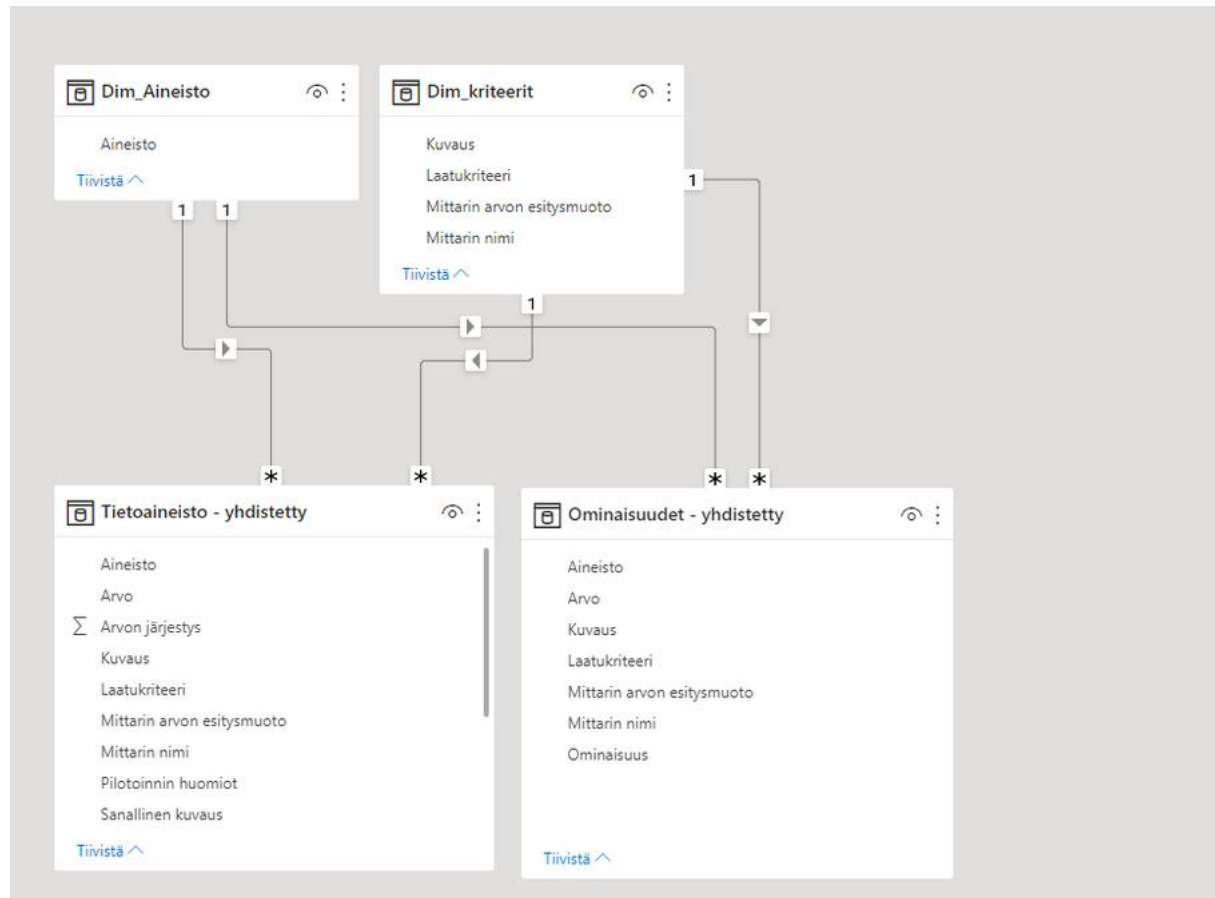 Dim_Aineisto
Aineisto
Tiivistä
Dim_kriteerit
Kuvaus
Laatukriteeri
Mittarin arvon esitysmuoto
Mittarin nimi
Tiivistä
1
1
1
1
*
*
*
*
Tietoaineisto - yhdistetty
Aineisto
Arvo
Σ Arvon järjestys
Kuvaus
Laatukriteeri
Mittarin arvon esitysmuoto
Mittarin nimi
Pilotoinnin huomiot
Sanallinen kuvaus
Tiivistä
Ominaisuudet - yhdistetty
Aineisto
Arvo
Kuvaus
Laatukriteeri
Mittarin arvon esitysmuoto
Mittarin nimi
Ominaisuus
Tiivistä